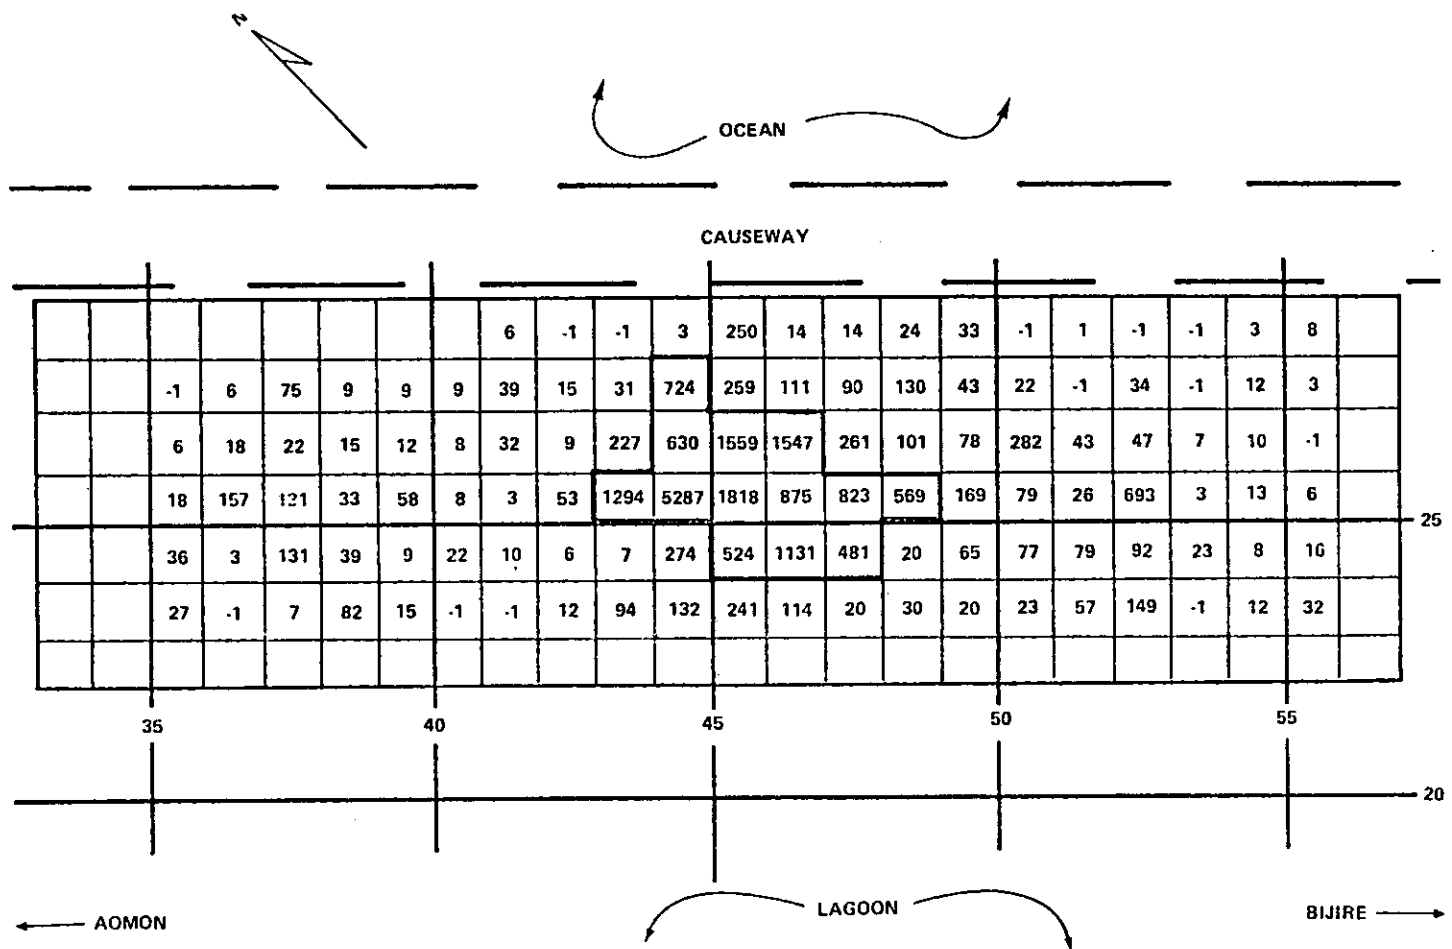 N
OCEAN
CAUSEWAY
6 -1 -1 3 250 14 14 24 33 -1 1 -1 -1 3 8
-1 6 75 9 9 9 39 15 31 724 259 111 90 130 43 22 -1 34 -1 12 3
6 18 22 15 12 8 32 9 227 630 1559 1547 261 101 78 282 43 47 7 10 -1
18 157 131 33 58 8 3 53 1294 5287 1818 875 823 569 169 79 26 693 3 13 6
25
36 3 131 39 9 22 10 6 7 274 524 1131 481 20 65 77 79 92 23 8 16
27 -1 7 82 15 -1 -1 12 94 132 241 114 20 30 20 23 57 149 -1 12 32
35 40 45 50 55
20
AOMON LAGOON BIJIRE